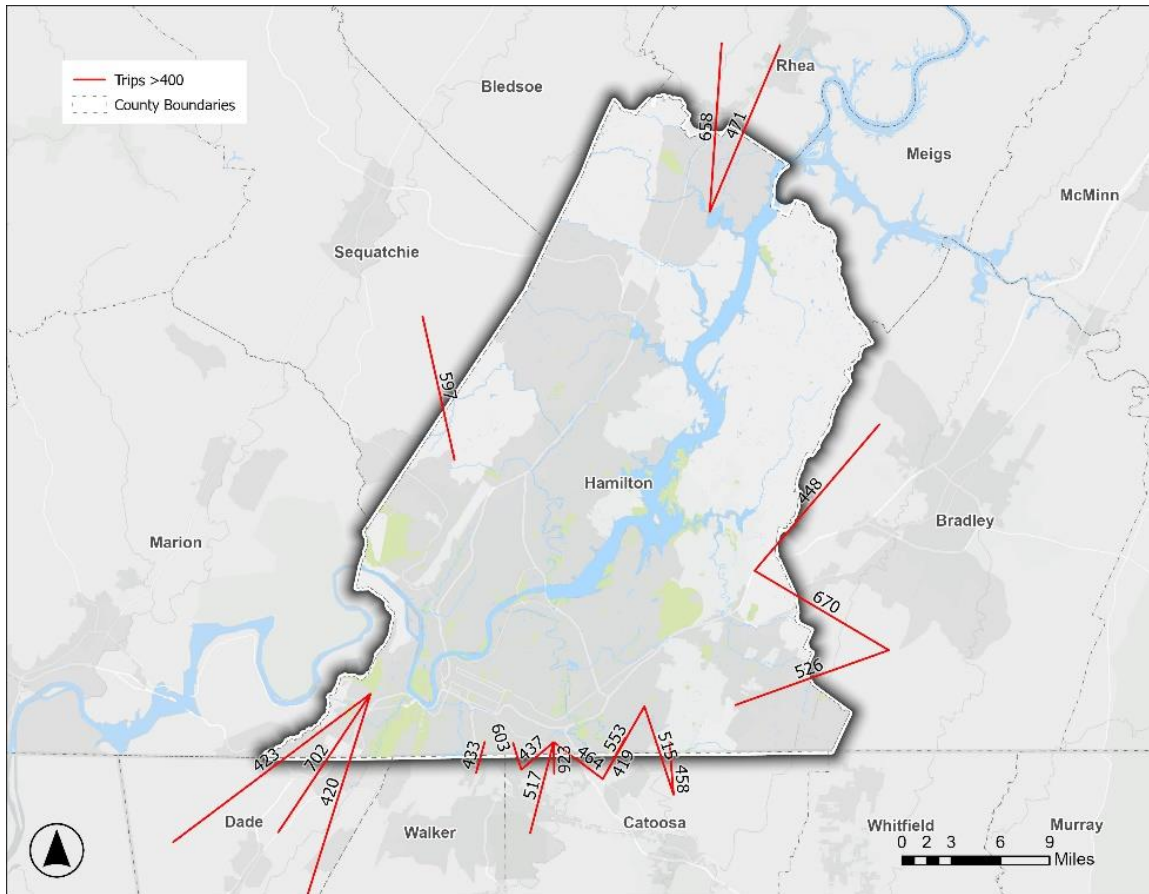 Trips >400
County Boundaries
Bledsoe
Rhea
658
471
Meigs
McMinn
Sequatchie
597
Hamilton
448
Bradley
Marion
670
526
423
702
420
433
603
437
517
923
464
553
419
515
458
Dade
Walker
Catoosa
Whitfield
Murray
0 2 3 6 9
Miles